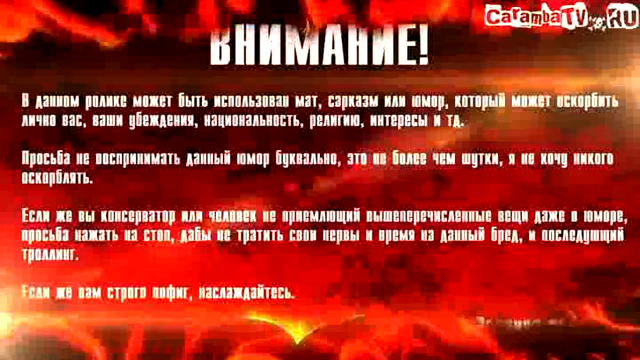 CarambaTV.RU
ВНИМАНИЕ!
В данном ролике может быть использован мат, сарказм или юмор, который может оскорбить
лично вас, ваши убеждения, национальность, религию, интересы и тд.
Просьба не воспринимать данный юмор буквально, это не более чем шутки, я не хочу никого
оскорблять.
Если же вы консерватор или человек не приемлющий вышеперечисленные вещи даже в юморе,
просьба нажать на стоп, дабы не тратить свои нервы и время на данный бред, и последующий
троллинг.
Если же вам строго пофиг, наслаждайтесь.